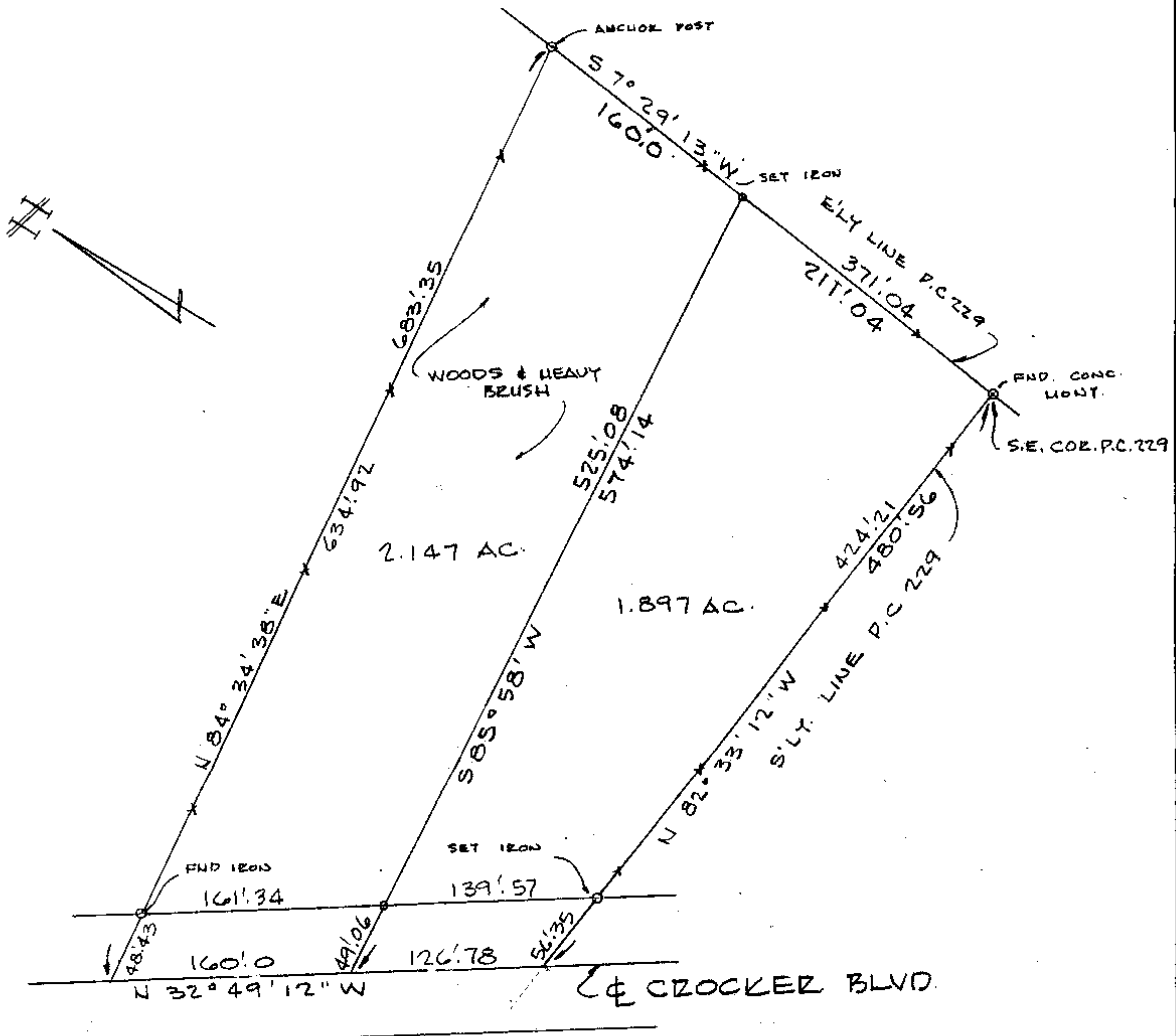 ANCHOR POST
S 7° 29' 13" W
160'.0
SET IRON
E'LY LINE P.C. 229
371'.04
211'.04
FND. CONC.
MONT.
S.E. COR. P.C. 229
683'.35
WOODS & HEAVY
BRUSH
525'.08
574'.14
634'.92
424'.21
480'.56
2.147 AC.
1.897 AC.
N 84° 34' 38" E
S 85° 58' W
N 82° 33' 12" W
S'LY. LINE P.C 229
FND IRON
161'.34
SET IRON
139'.57
48'.43
160'.0
49'.06
126'.78
56'.35
N 32° 49' 12" W
℄ CROCKER BLVD.